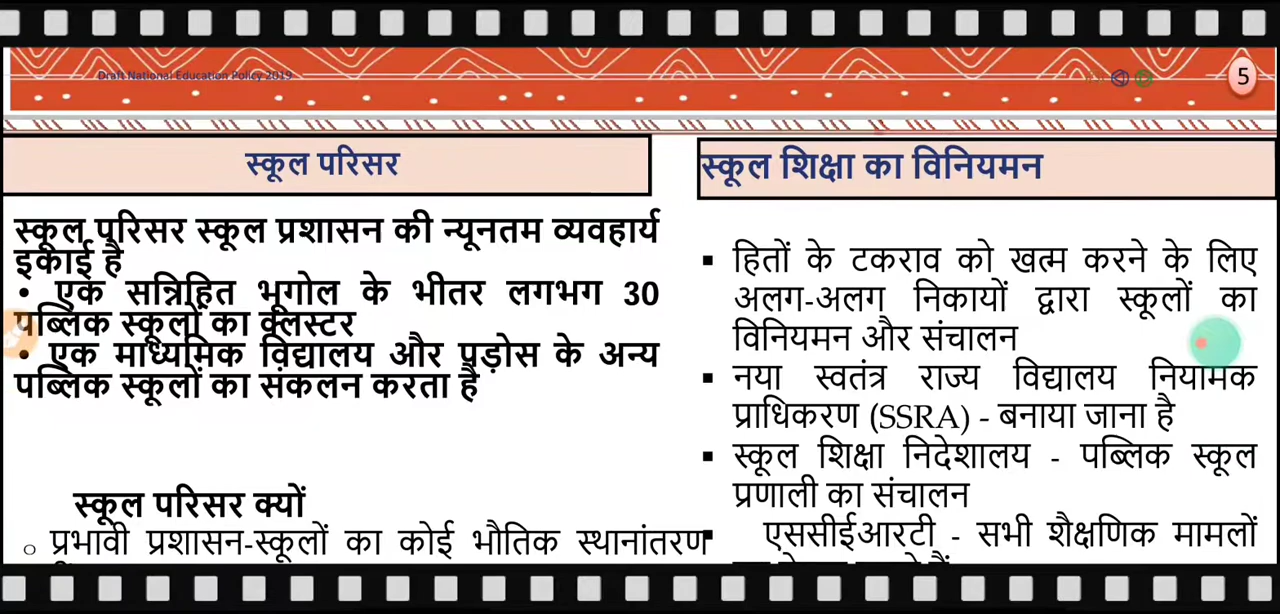 Draft National Education Policy 2019
5
स्कूल परिसर
स्कूल परिसर स्कूल प्रशासन की न्यूनतम व्यवहार्य
इकाई है
• एक सन्निहित भूगोल के भीतर लगभग 30
पब्लिक स्कूलों का क्लस्टर
• एक माध्यमिक विद्यालय और पड़ोस के अन्य
पब्लिक स्कूलों का संकलन करता है
स्कूल परिसर क्यों
o प्रभावी प्रशासन-स्कूलों का कोई भौतिक स्थानांतरण
स्कूल शिक्षा का विनियमन
▪ हितों के टकराव को खत्म करने के लिए
अलग-अलग निकायों द्वारा स्कूलों का
विनियमन और संचालन
▪ नया स्वतंत्र राज्य विद्यालय नियामक
प्राधिकरण (SSRA) - बनाया जाना है
▪ स्कूल शिक्षा निदेशालय - पब्लिक स्कूल
प्रणाली का संचालन
▪ एससीईआरटी - सभी शैक्षणिक मामलों